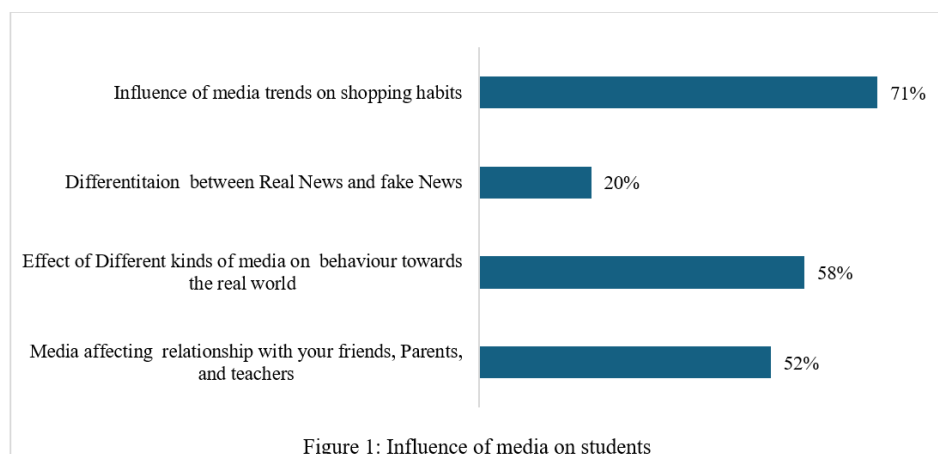 Influence of media trends on shopping habits
71%
Differentitaion between Real News and fake News
20%
Effect of Different kinds of media on behaviour towards
the real world
58%
Media affecting relationship with your friends, Parents,
and teachers
52%
Figure 1: Influence of media on students